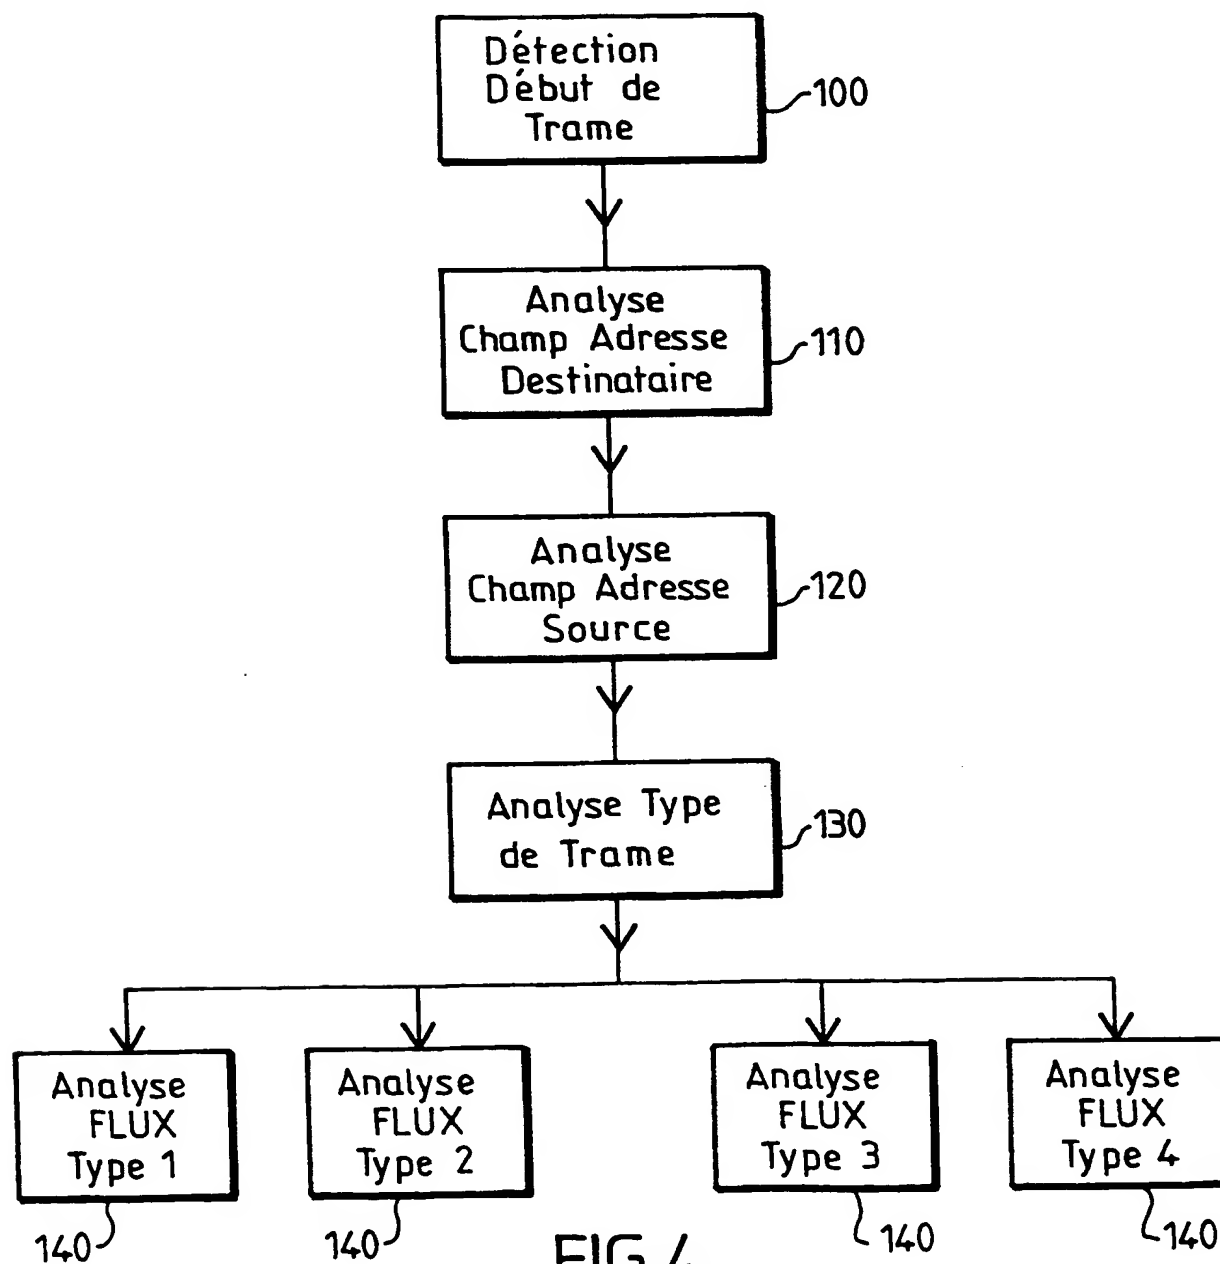 Détection
Début de
Trame
100
Analyse
Champ Adresse
Destinataire
110
Analyse
Champ Adresse
Source
120
Analyse Type
de Trame
130
Analyse
FLUX
Type 1
140
Analyse
FLUX
Type 2
140
Analyse
FLUX
Type 3
140
Analyse
FLUX
Type 4
140
FIG.4